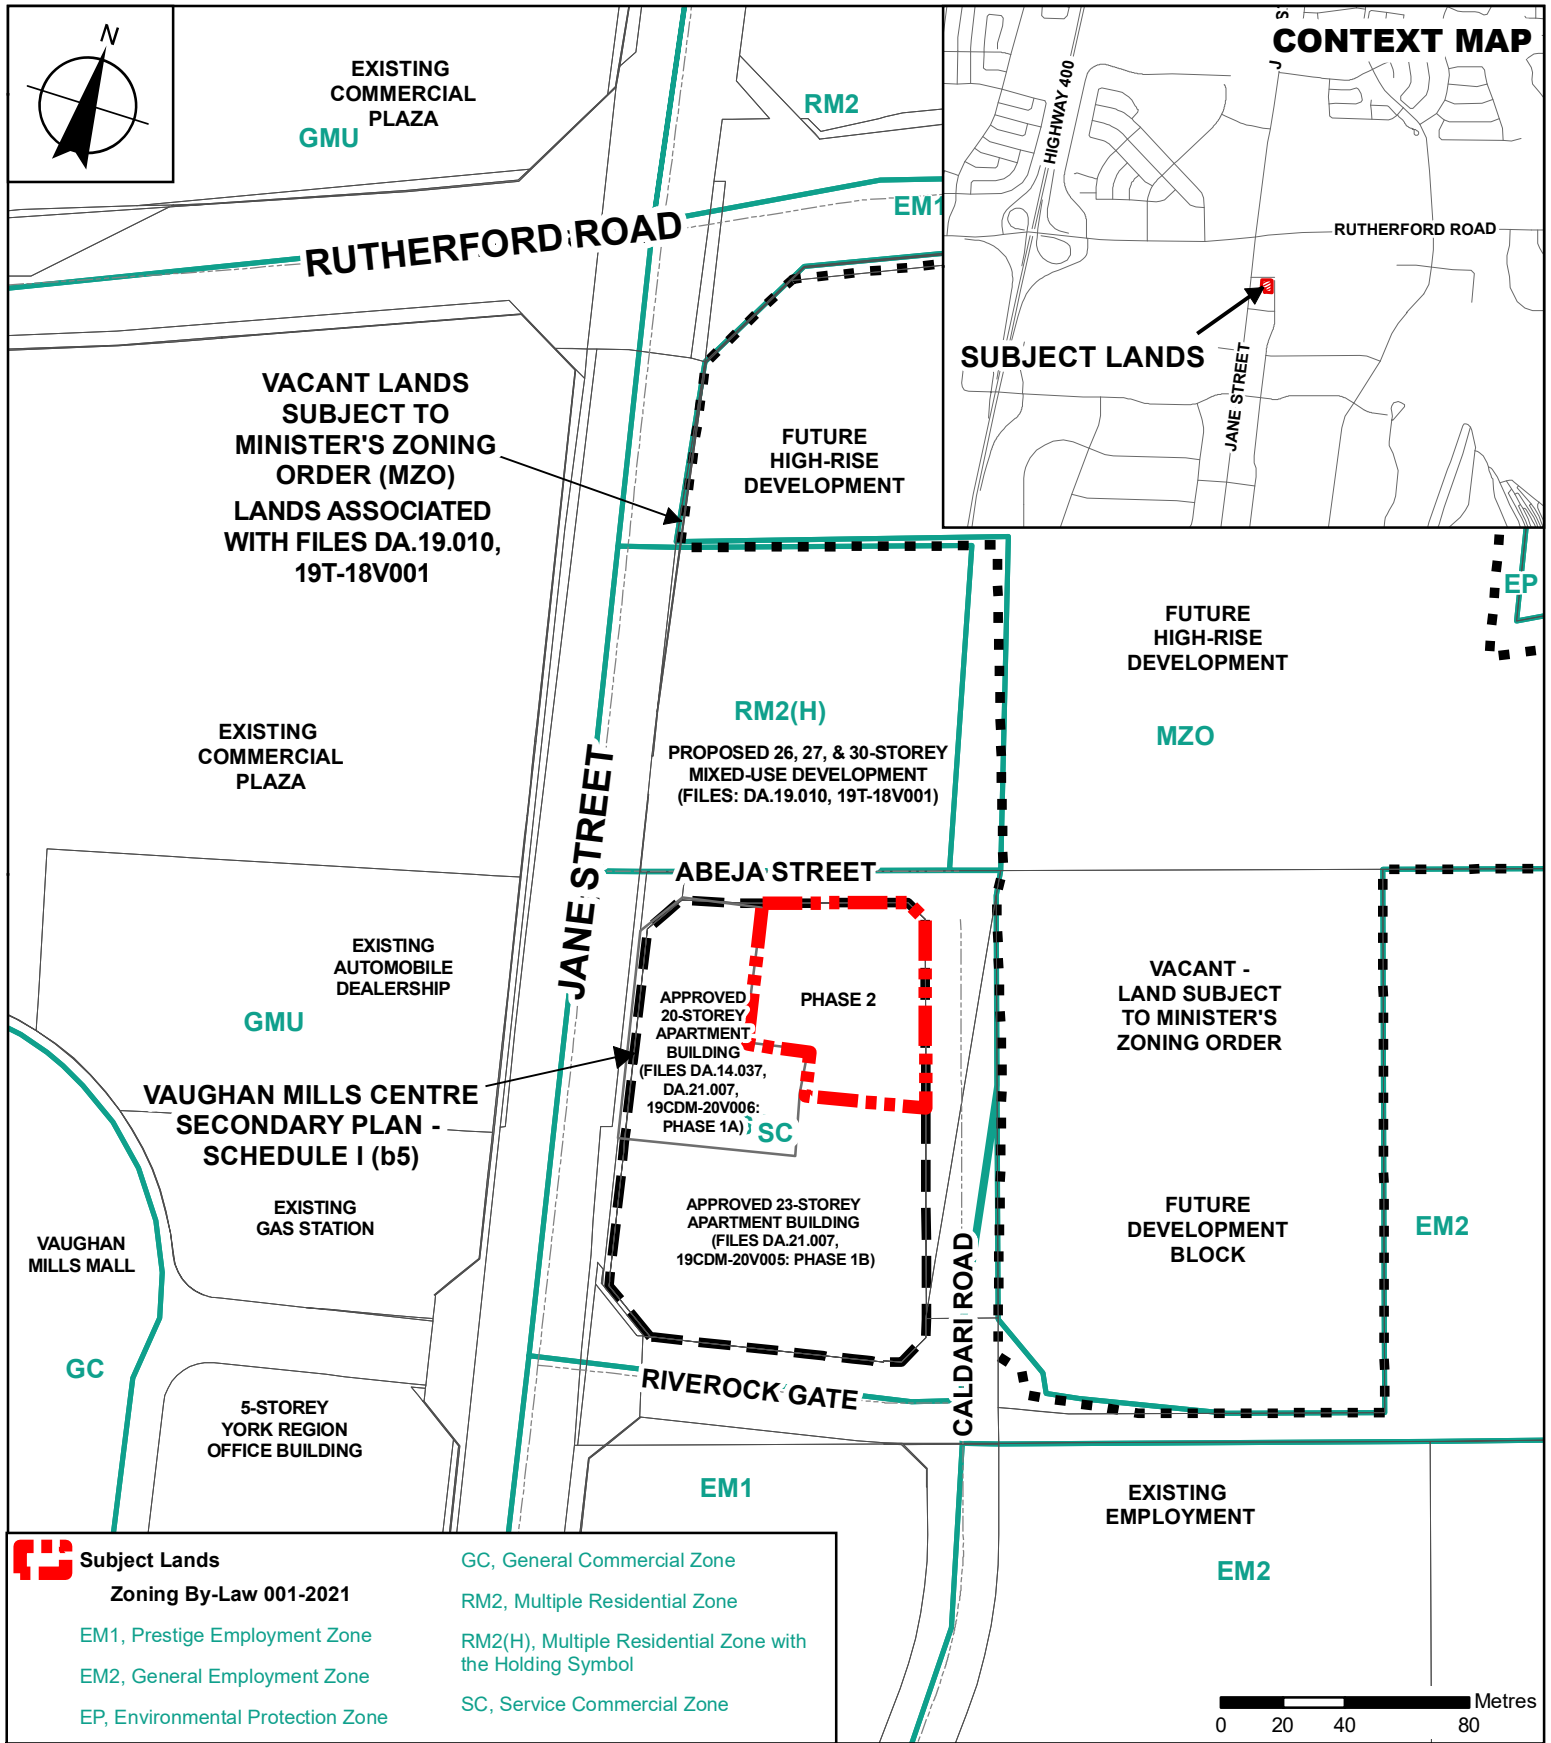 N
EXISTING
COMMERCIAL
PLAZA
GMU
RM2
EM1
RUTHERFORD ROAD
CONTEXT MAP
HIGHWAY 400
RUTHERFORD ROAD
SUBJECT LANDS
JANE STREET
VACANT LANDS
SUBJECT TO
MINISTER'S ZONING
ORDER (MZO)
LANDS ASSOCIATED
WITH FILES DA.19.010,
19T-18V001
FUTURE
HIGH-RISE
DEVELOPMENT
EP
FUTURE
HIGH-RISE
DEVELOPMENT
MZO
EXISTING
COMMERCIAL
PLAZA
RM2(H)
PROPOSED 26, 27, & 30-STOREY
MIXED-USE DEVELOPMENT
(FILES: DA.19.010, 19T-18V001)
JANE STREET
ABEJA STREET
EXISTING
AUTOMOBILE
DEALERSHIP
GMU
APPROVED
20-STOREY
APARTMENT
BUILDING
(FILES DA.14.037,
DA.21.007,
19CDM-20V006:
PHASE 1A)
PHASE 2
SC
VACANT -
LAND SUBJECT
TO MINISTER'S
ZONING ORDER
VAUGHAN MILLS CENTRE
SECONDARY PLAN -
SCHEDULE I (b5)
EXISTING
GAS STATION
VAUGHAN
MILLS MALL
GC
APPROVED 23-STOREY
APARTMENT BUILDING
(FILES DA.21.007,
19CDM-20V005: PHASE 1B)
FUTURE
DEVELOPMENT
BLOCK
EM2
CALDARI ROAD
RIVEROCK GATE
5-STOREY
YORK REGION
OFFICE BUILDING
EM1
EXISTING
EMPLOYMENT
EM2
Subject Lands
Zoning By-Law 001-2021
EM1, Prestige Employment Zone
EM2, General Employment Zone
EP, Environmental Protection Zone
GC, General Commercial Zone
RM2, Multiple Residential Zone
RM2(H), Multiple Residential Zone with
the Holding Symbol
SC, Service Commercial Zone
Metres
0 20 40 80